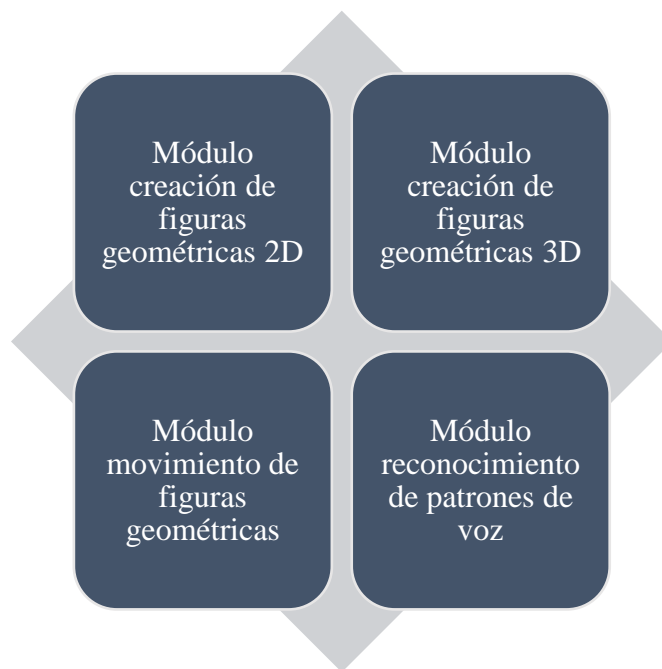 Módulo
creación de
figuras
geométricas 2D
Módulo
creación de
figuras
geométricas 3D
Módulo
movimiento de
figuras
geométricas
Módulo
reconocimiento
de patrones de
voz